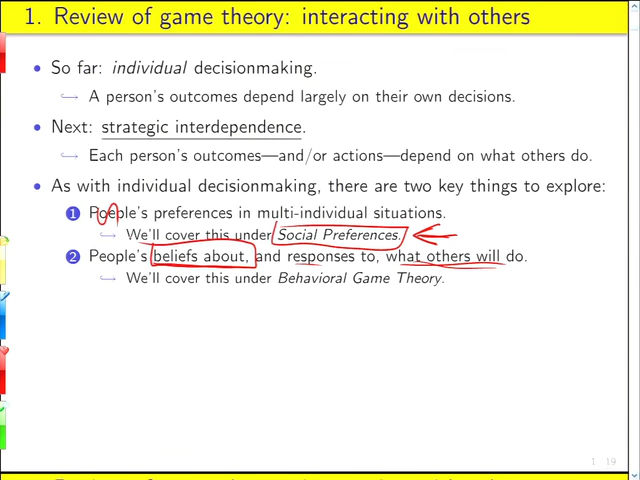 1. Review of game theory: interacting with others
• So far: individual decisionmaking.
↪ A person's outcomes depend largely on their own decisions.
• Next: strategic interdependence.
↪ Each person's outcomes—and/or actions—depend on what others do.
• As with individual decisionmaking, there are two key things to explore:
1 Poeple's preferences in multi-individual situations.
↪ We'll cover this under Social Preferences.
2 People's beliefs about, and responses to, what others will do.
↪ We'll cover this under Behavioral Game Theory.
1 / 19